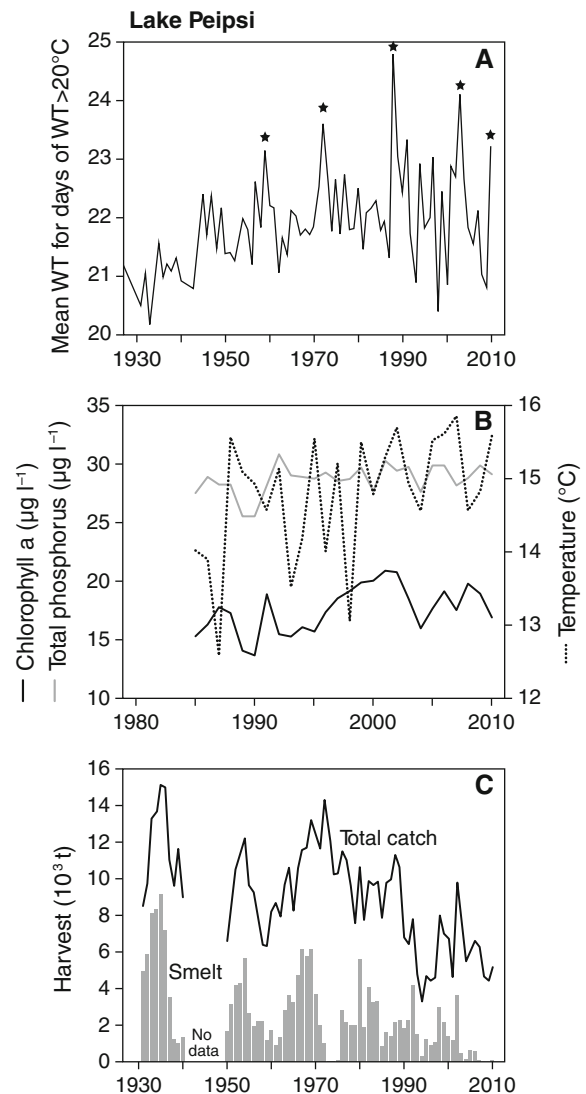 Lake Peipsi
A
Mean WT for days of WT>20°C
25
24
23
22
21
20
1930 1950 1970 1990 2010
B
— Chlorophyll a (µg l⁻¹)
— Total phosphorus (µg l⁻¹)
35
30
25
20
15
10
16
15
14
13
12
Temperature (°C)
1980 1990 2000 2010
C
Harvest (10³ t)
16
14
12
10
8
6
4
2
0
Total catch
Smelt
No
data
1930 1950 1970 1990 2010